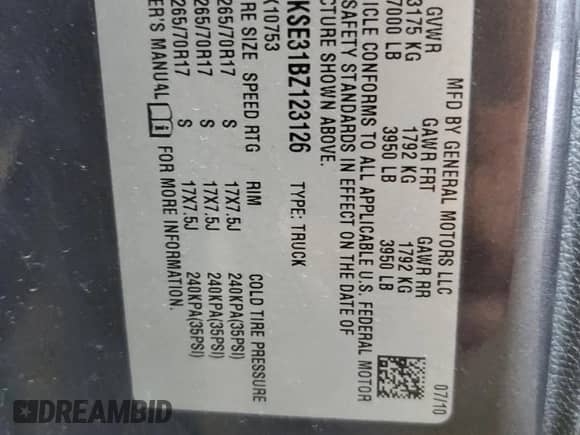 MFD BY GENERAL MOTORS LLC
07/10
GVWR GAWR FRT GAWR RR
3175 KG 1792 KG 1792 KG
7000 LB 3950 LB 3950 LB
ICLE CONFORMS TO ALL APPLICABLE U.S. FEDERAL MOTOR
SAFETY STANDARDS IN EFFECT ON THE DATE OF
CTURE SHOWN ABOVE.
KSE31BZ123126 TYPE: TRUCK
K10753
RE SIZE SPEED RTG RIM COLD TIRE PRESSURE
265/70R17 S 17X7.5J 240KPA(35PSI)
265/70R17 S 17X7.5J 240KPA(35PSI)
265/70R17 S 17X7.5J 240KPA(35PSI)
ER'S MANUAL FOR MORE INFORMATION.
DREAMBID